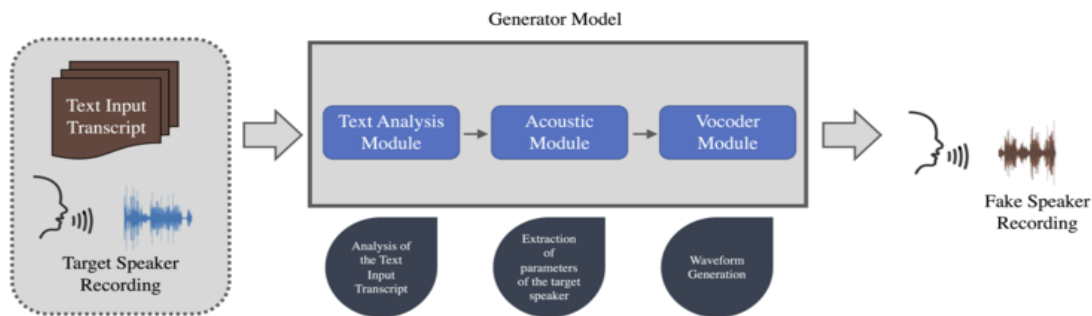 Generator Model
Text Input
Transcript
Target Speaker
Recording
Text Analysis
Module
Acoustic
Module
Vocoder
Module
Analysis of
the Text
Input
Transcript
Extraction
of
parameters
of the target
speaker
Waveform
Generation
Fake Speaker
Recording